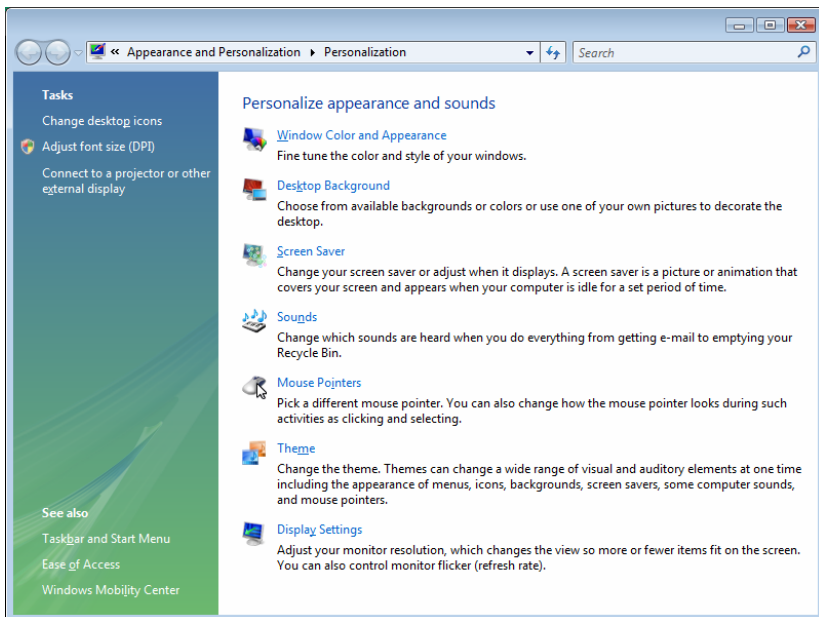 « Appearance and Personalization ▸ Personalization
Search
Tasks
Change desktop icons
Adjust font size (DPI)
Connect to a projector or other
external display
See also
Taskbar and Start Menu
Ease of Access
Windows Mobility Center
Personalize appearance and sounds
Window Color and Appearance
Fine tune the color and style of your windows.
Desktop Background
Choose from available backgrounds or colors or use one of your own pictures to decorate the
desktop.
Screen Saver
Change your screen saver or adjust when it displays. A screen saver is a picture or animation that
covers your screen and appears when your computer is idle for a set period of time.
Sounds
Change which sounds are heard when you do everything from getting e-mail to emptying your
Recycle Bin.
Mouse Pointers
Pick a different mouse pointer. You can also change how the mouse pointer looks during such
activities as clicking and selecting.
Theme
Change the theme. Themes can change a wide range of visual and auditory elements at one time
including the appearance of menus, icons, backgrounds, screen savers, some computer sounds,
and mouse pointers.
Display Settings
Adjust your monitor resolution, which changes the view so more or fewer items fit on the screen.
You can also control monitor flicker (refresh rate).